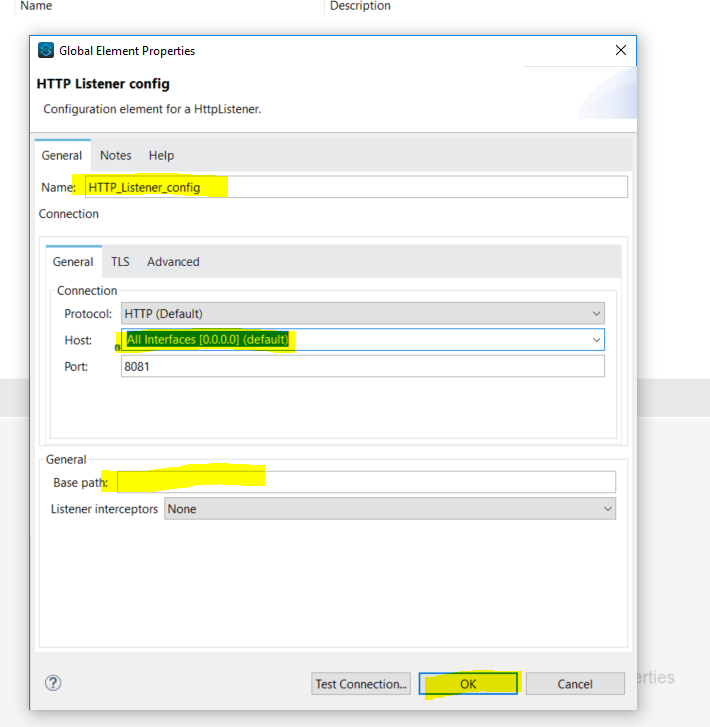 Name Description
Global Element Properties
HTTP Listener config
Configuration element for a HttpListener.
General Notes Help
Name: HTTP_Listener_config
Connection
General TLS Advanced
Connection
Protocol: HTTP (Default)
Host: All Interfaces [0.0.0.0] (default)
Port: 8081
General
Base path:
Listener interceptors None
erties
? Test Connection... OK Cancel